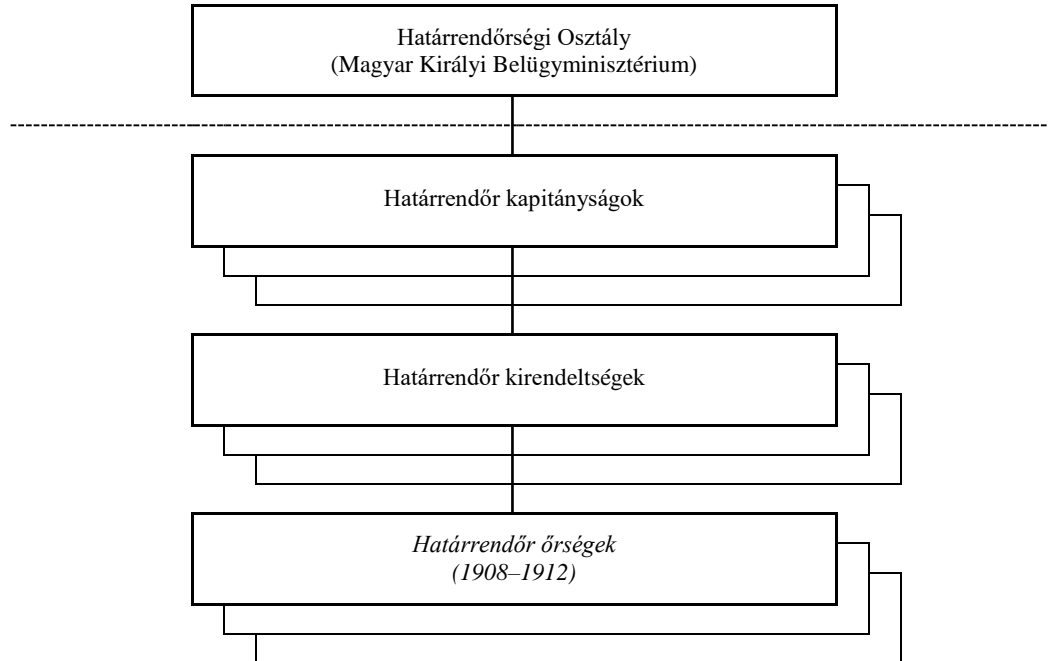 Határrendőrségi Osztály
(Magyar Királyi Belügyminisztérium)
Határrendőr kapitányságok
Határrendőr kirendeltségek
Határrendőr őrségek
(1908–1912)